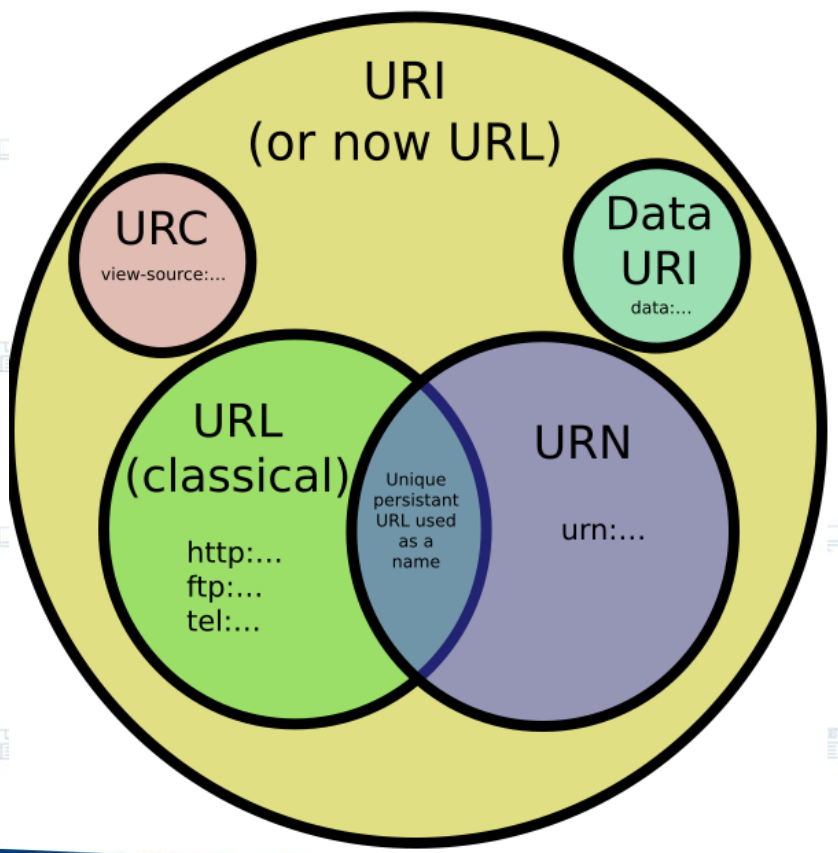 URI
(or now URL)
URC
view-source:...
Data
URI
data:...
URL
(classical)
http:...
ftp:...
tel:...
Unique
persistant
URL used
as a
name
URN
urn:...